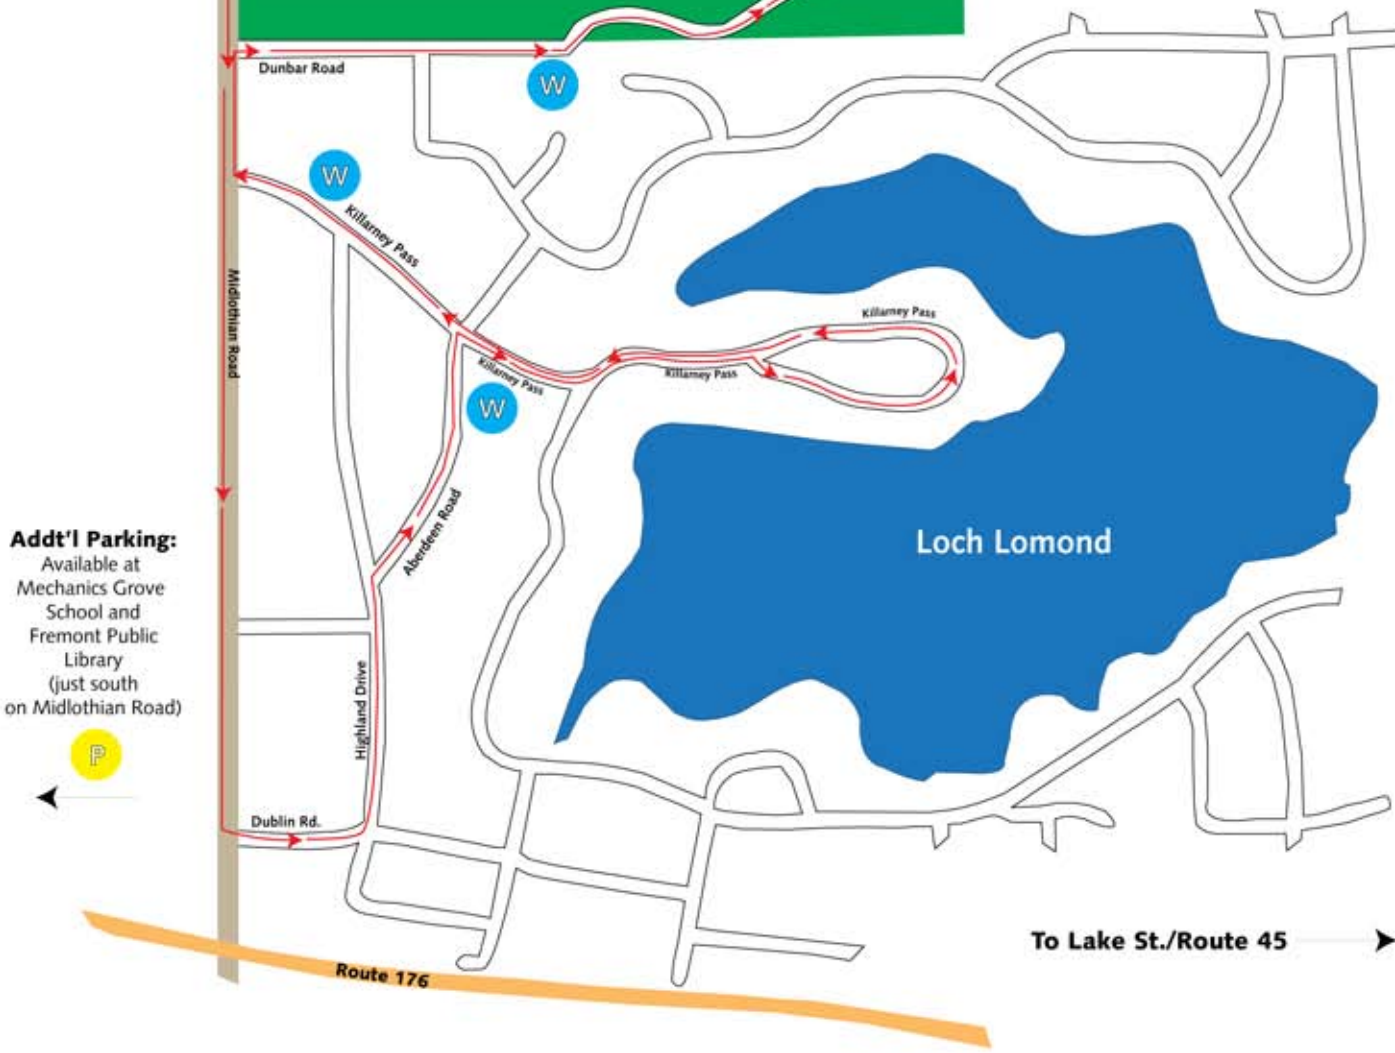 Dunbar Road
W
W
Killarney Pass
Midlothian Road
Killarney Pass
Killarney Pass
Killarney Pass
W
Aberdeen Road
Loch Lomond
Addt'l Parking:
Available at
Mechanics Grove
School and
Fremont Public
Library
(just south
on Midlothian Road)
P
Highland Drive
Dublin Rd.
To Lake St./Route 45
Route 176